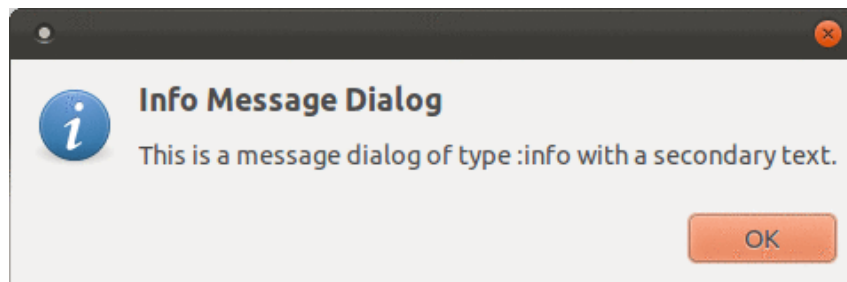 Info Message Dialog
This is a message dialog of type :info with a secondary text.
OK